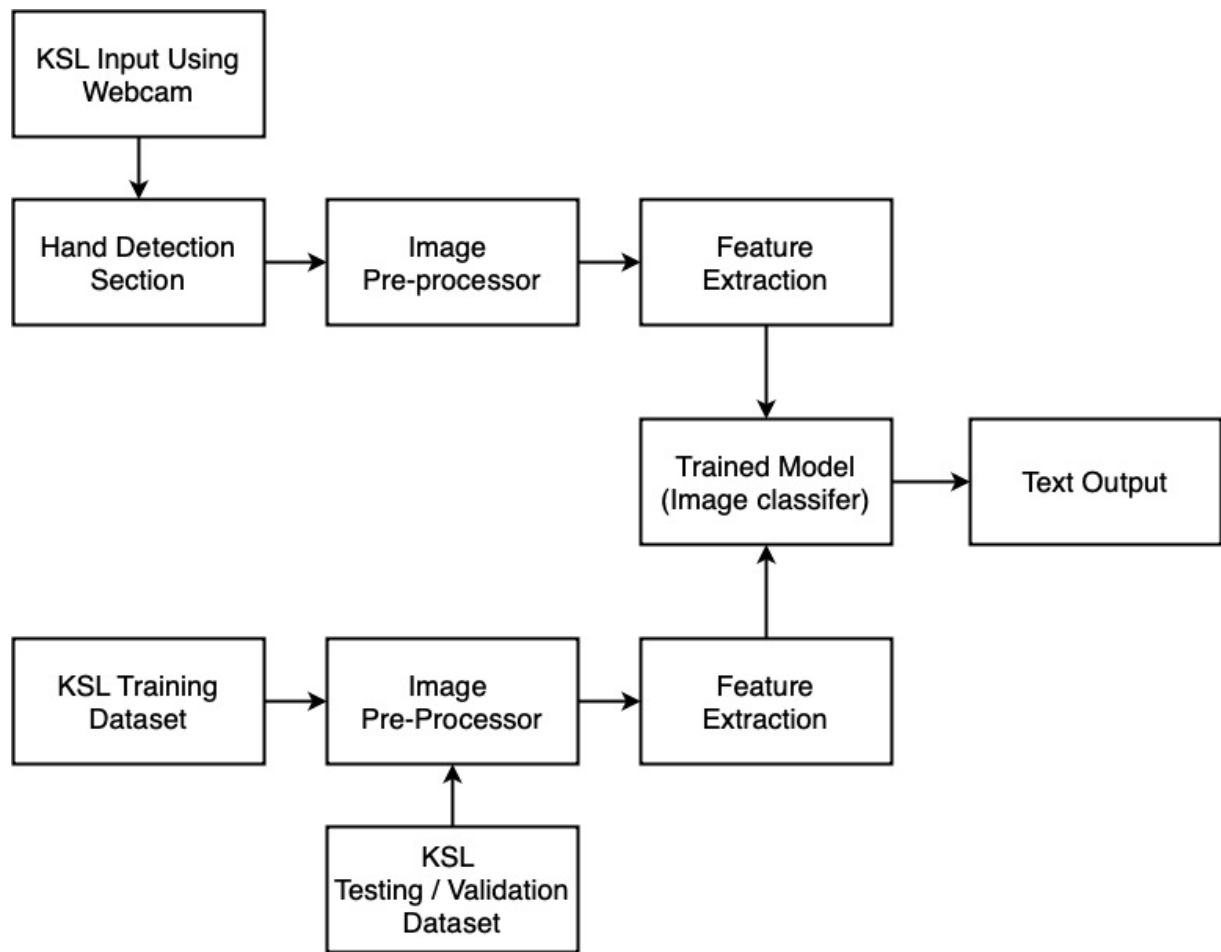 KSL Input Using
Webcam
Hand Detection
Section
Image
Pre-processor
Feature
Extraction
Trained Model
(Image classifer)
Text Output
KSL Training
Dataset
Image
Pre-Processor
Feature
Extraction
KSL
Testing / Validation
Dataset